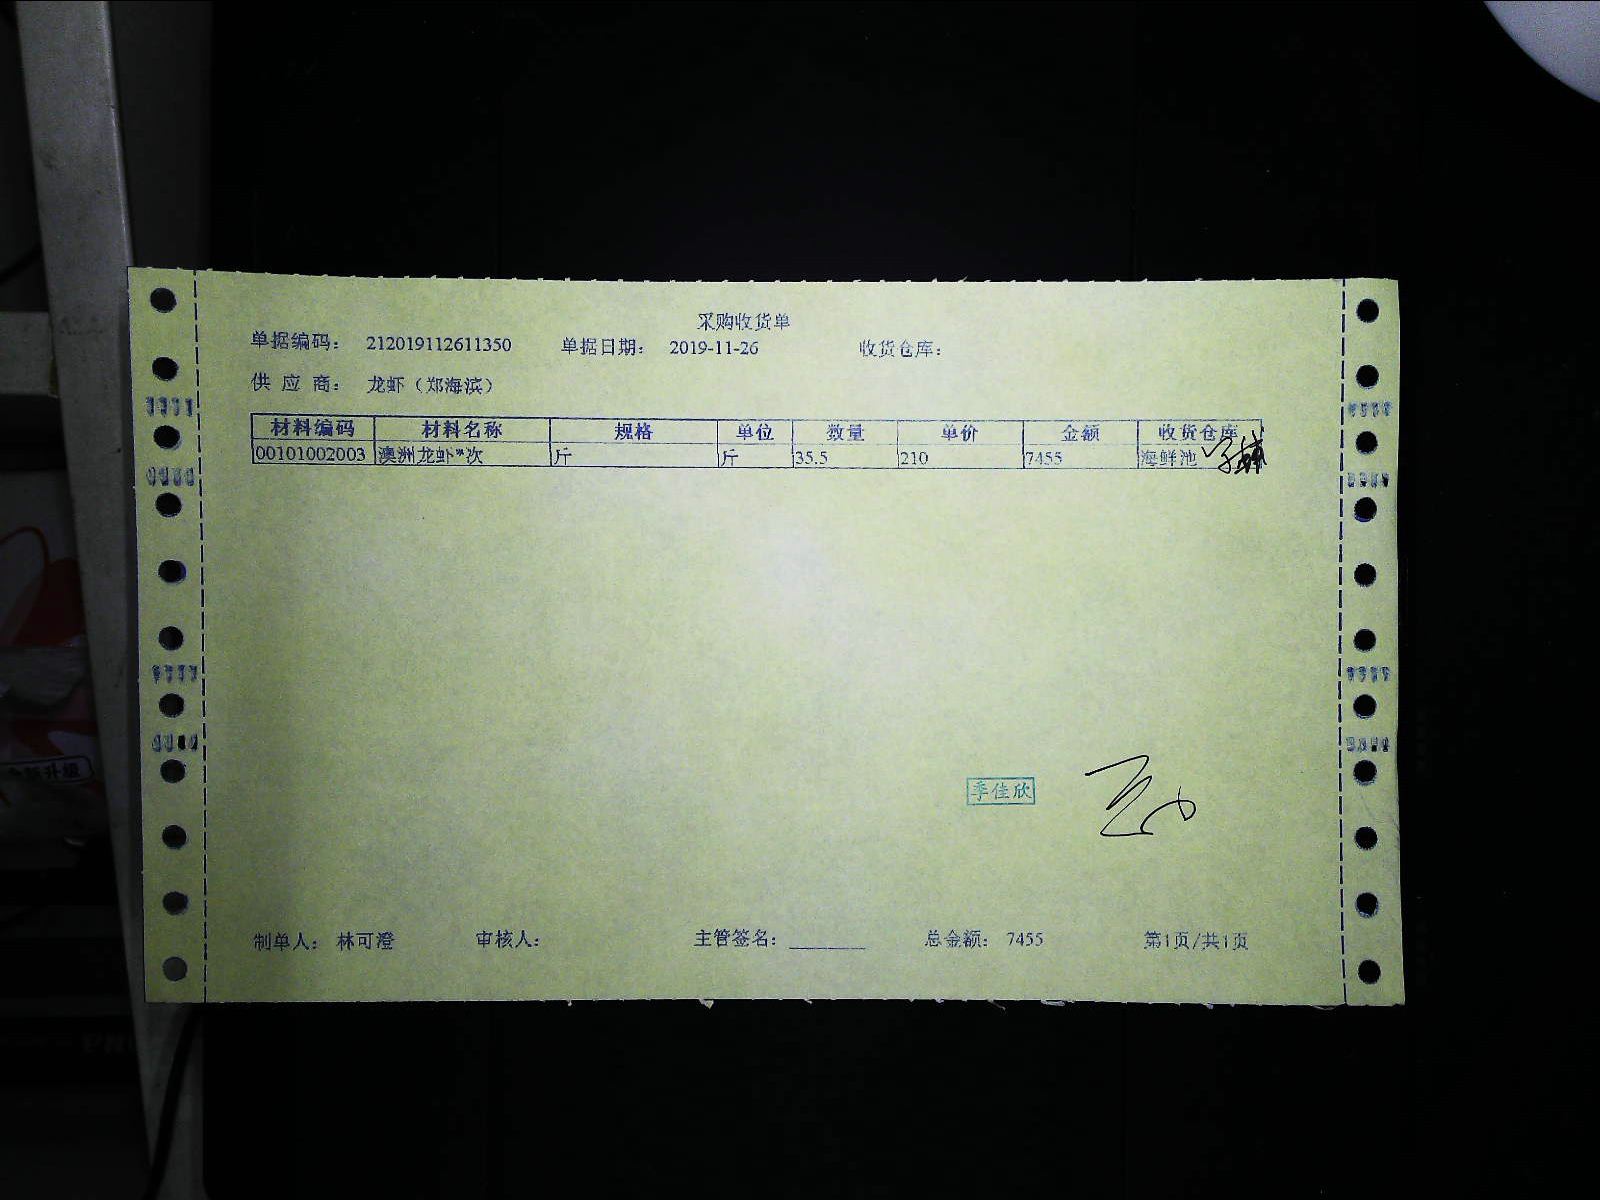 采购收货单
单据编码： 212019112611350 单据日期： 2019-11-26 收货仓库：
供 应 商： 龙虾（郑海滨）
材料编码 材料名称 规格 单位 数量 单价 金额 收货仓库
00101002003 澳洲龙虾*次 斤 斤 35.5 210 7455 海鲜池
季佳欣
制单人： 林可澄 审核人： 主管签名： 总金额： 7455 第1页/共1页